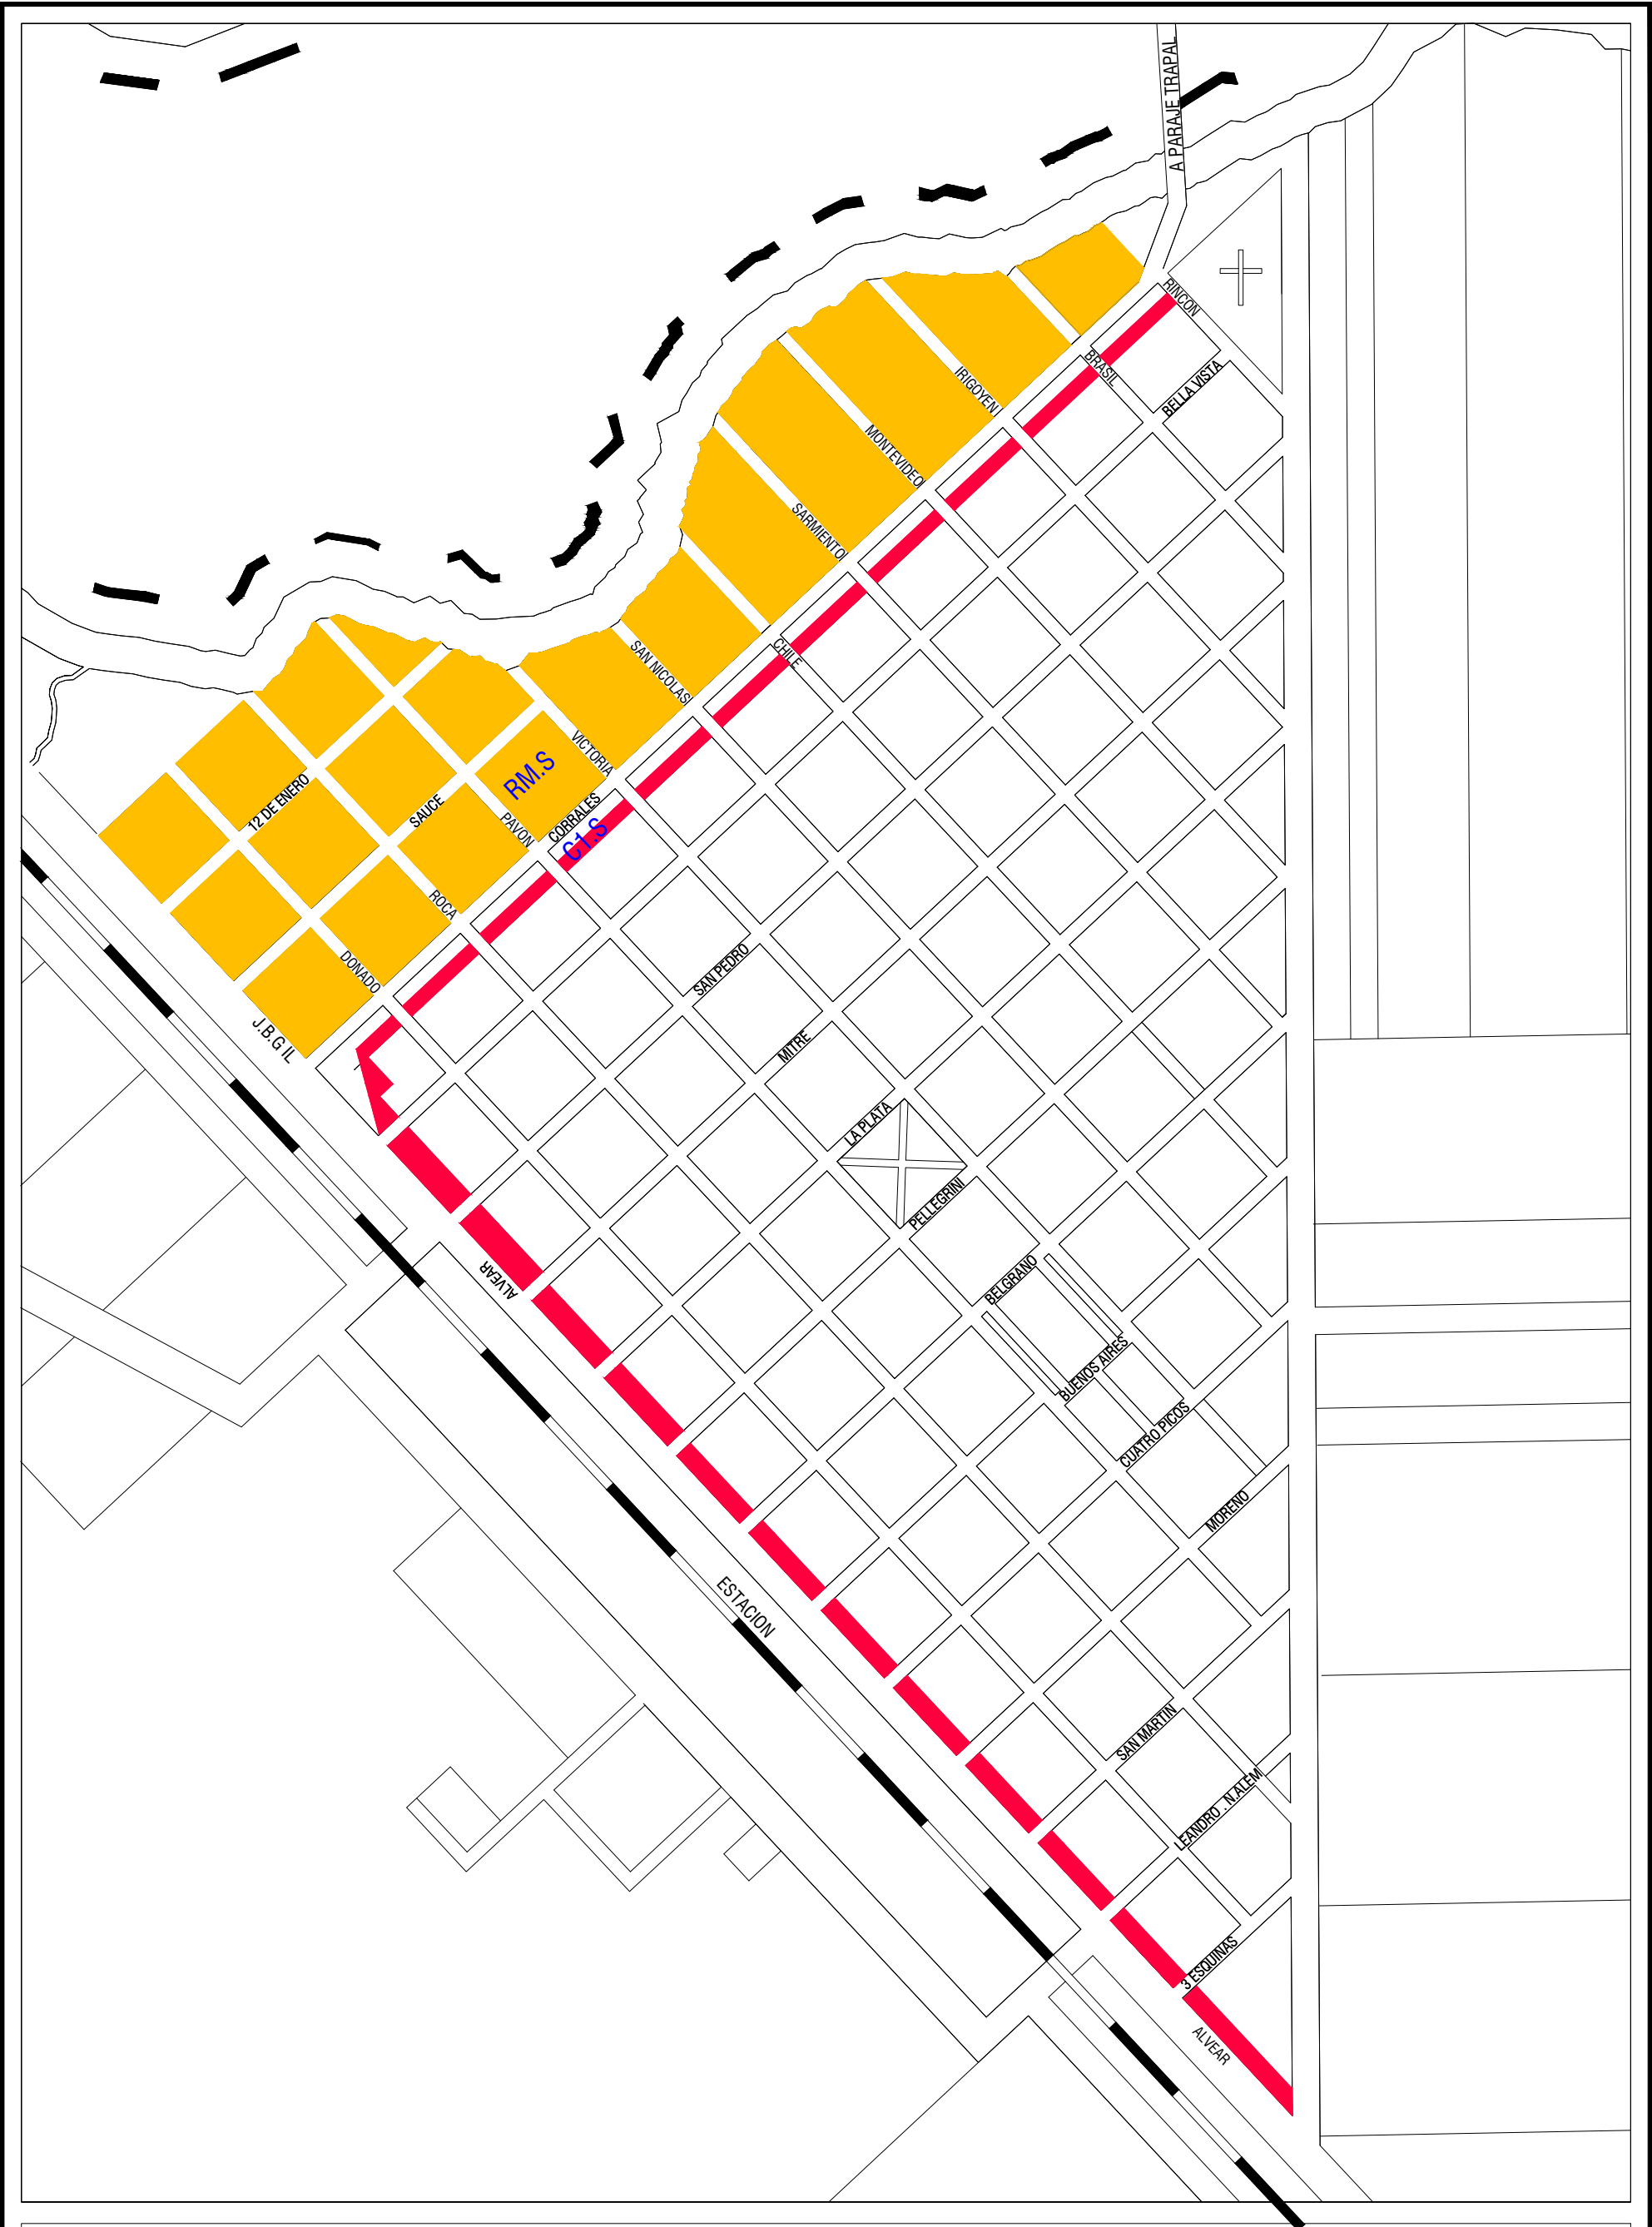 A PARAJE TRAPAL
RINCON
BRASIL
BELLA VISTA
IRIGOYEN
MONTEVIDEO
SARMIENTO
CHILE
SAN NICOLAS
VICTORIA
RM.S
CORRALES
C1.S
12 DE ENERO
SAUCE
PAVON
ROCA
DONADO
J.B.G IL
SAN PEDRO
MITRE
LA PLATA
PELLEGRINI
ALVEAR
BELGRANO
BUENOS AIRES
CUATRO PICOS
MORENO
ESTACION
SAN MARTIN
LEANDRO . N.ALEM
3 ESQUINAS
ALVEAR